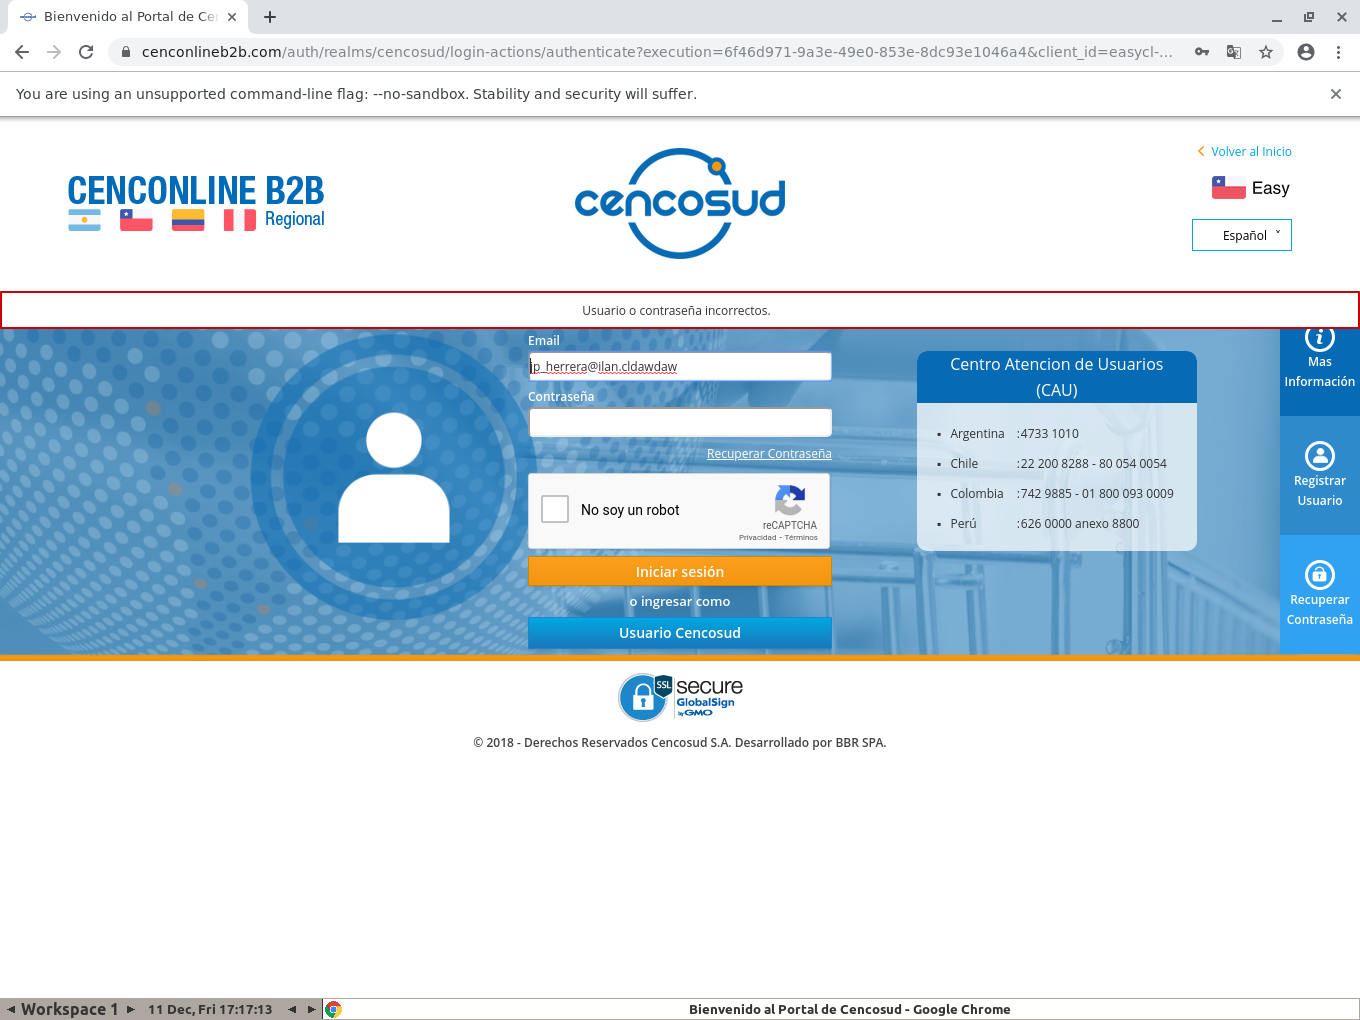 Bienvenido al Portal de Ce
cenconlineb2b.com/auth/realms/cencosud/login-actions/authenticate?execution=6f46d971-9a3e-49e0-853e-8dc93e1046a4&client_id=easycl-...
You are using an unsupported command-line flag: --no-sandbox. Stability and security will suffer.
CENCONLINE B2B
Regional
cencosud
Volver al Inicio
Easy
Español
Usuario o contraseña incorrectos.
Email
jp_herrera@ilan.cldawdaw
Contraseña
Recuperar Contraseña
No soy un robot
reCAPTCHA
Privacidad - Términos
Iniciar sesión
o ingresar como
Usuario Cencosud
Centro Atencion de Usuarios
(CAU)
Argentina :4733 1010
Chile :22 200 8288 - 80 054 0054
Colombia :742 9885 - 01 800 093 0009
Perú :626 0000 anexo 8800
Mas
Información
Registrar
Usuario
Recuperar
Contraseña
SSL
secure
GlobalSign
by GMO
© 2018 - Derechos Reservados Cencosud S.A. Desarrollado por BBR SPA.
Workspace 1
11 Dec, Fri 17:17:13
Bienvenido al Portal de Cencosud - Google Chrome